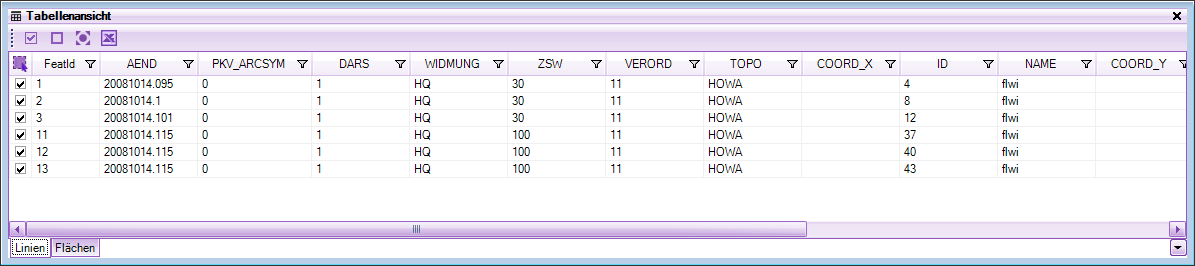 Tabellenansicht
FeatId AEND PKV_ARCSYM DARS WIDMUNG ZSW VERORD TOPO COORD_X ID NAME COORD_Y
1 20081014.095 0 1 HQ 30 11 HOWA 4 flwi
2 20081014.1 0 1 HQ 30 11 HOWA 8 flwi
3 20081014.101 0 1 HQ 30 11 HOWA 12 flwi
11 20081014.115 0 1 HQ 100 11 HOWA 37 flwi
12 20081014.115 0 1 HQ 100 11 HOWA 40 flwi
13 20081014.115 0 1 HQ 100 11 HOWA 43 flwi
Linien Flächen